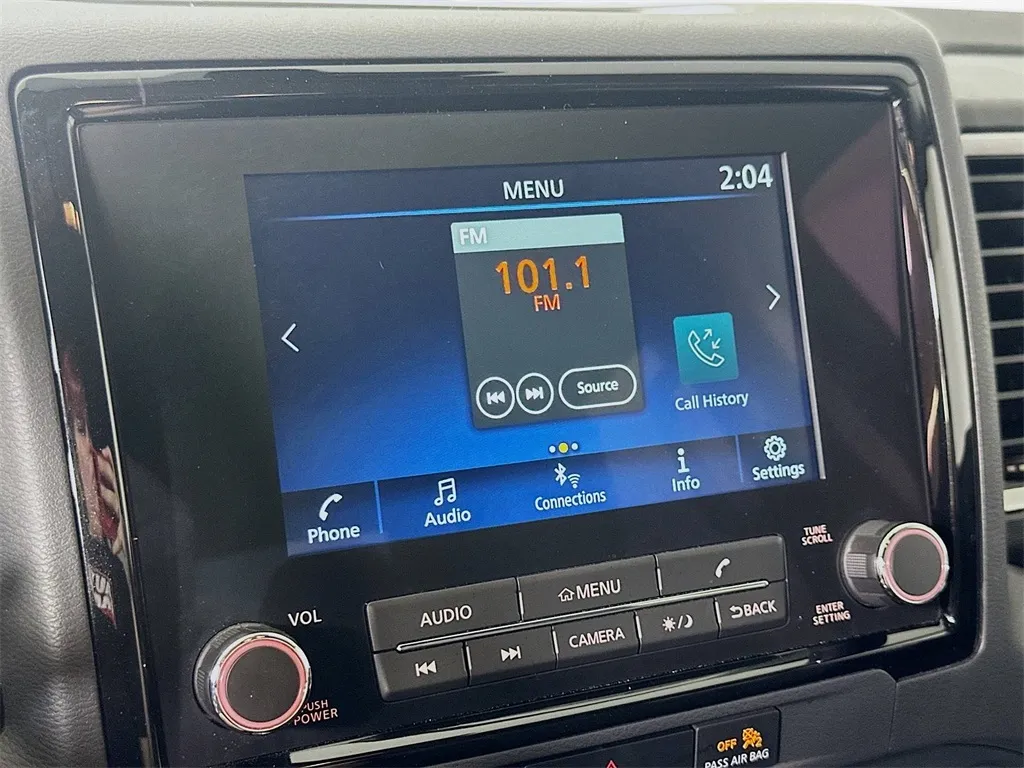 MENU
2:04
FM
101.1
FM
Source
Call History
Phone
Audio
Connections
Info
Settings
TUNE
SCROLL
VOL
AUDIO
MENU
CAMERA
BACK
ENTER
SETTING
PUSH
POWER
OFF
PASS AIR BAG